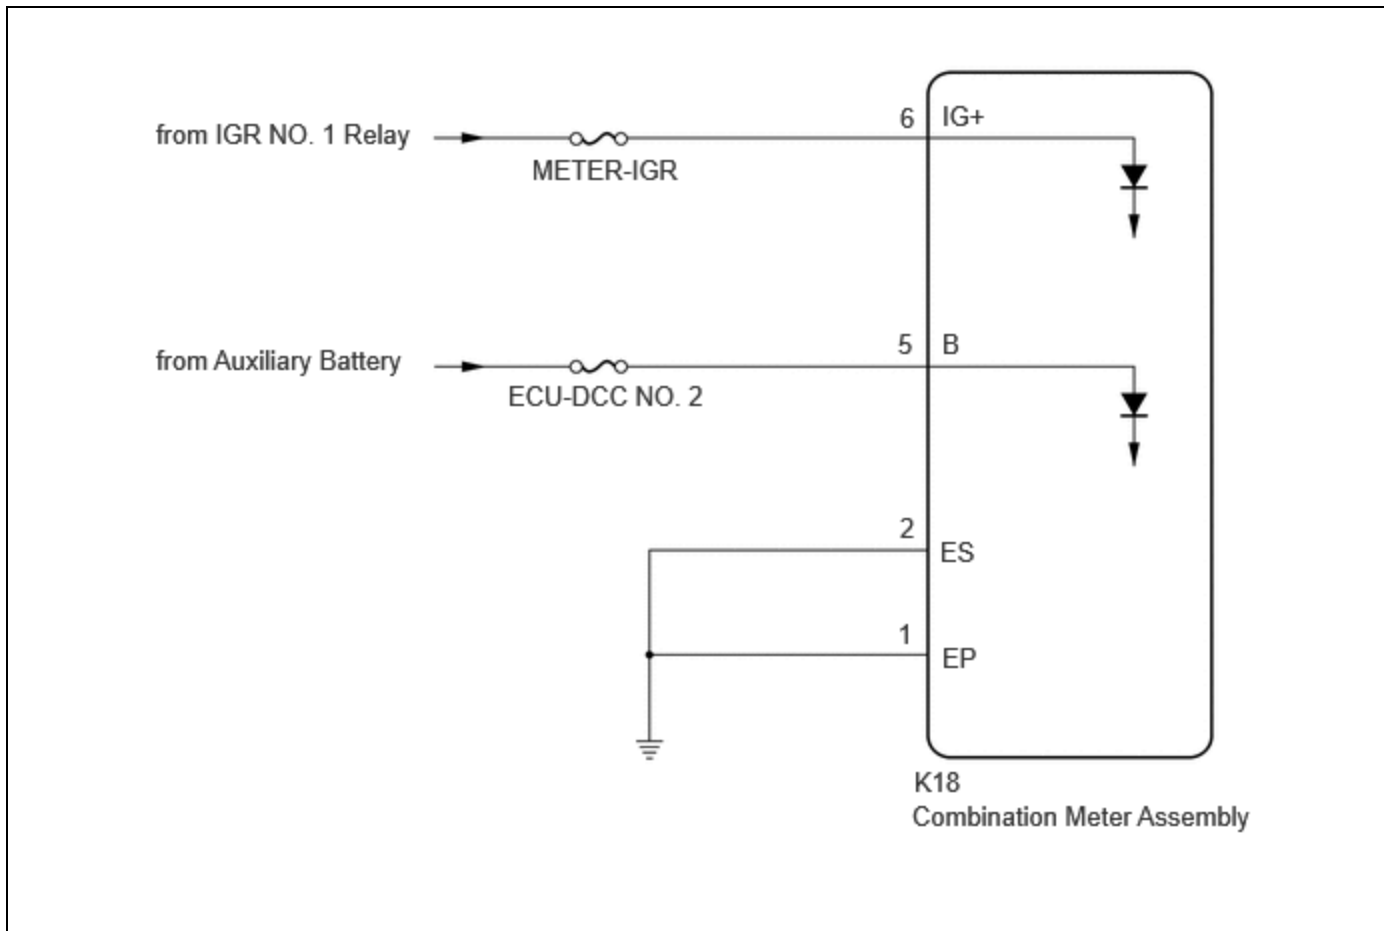 from IGR NO. 1 Relay
METER-IGR
6
IG+
from Auxiliary Battery
ECU-DCC NO. 2
5
B
2
ES
1
EP
K18
Combination Meter Assembly